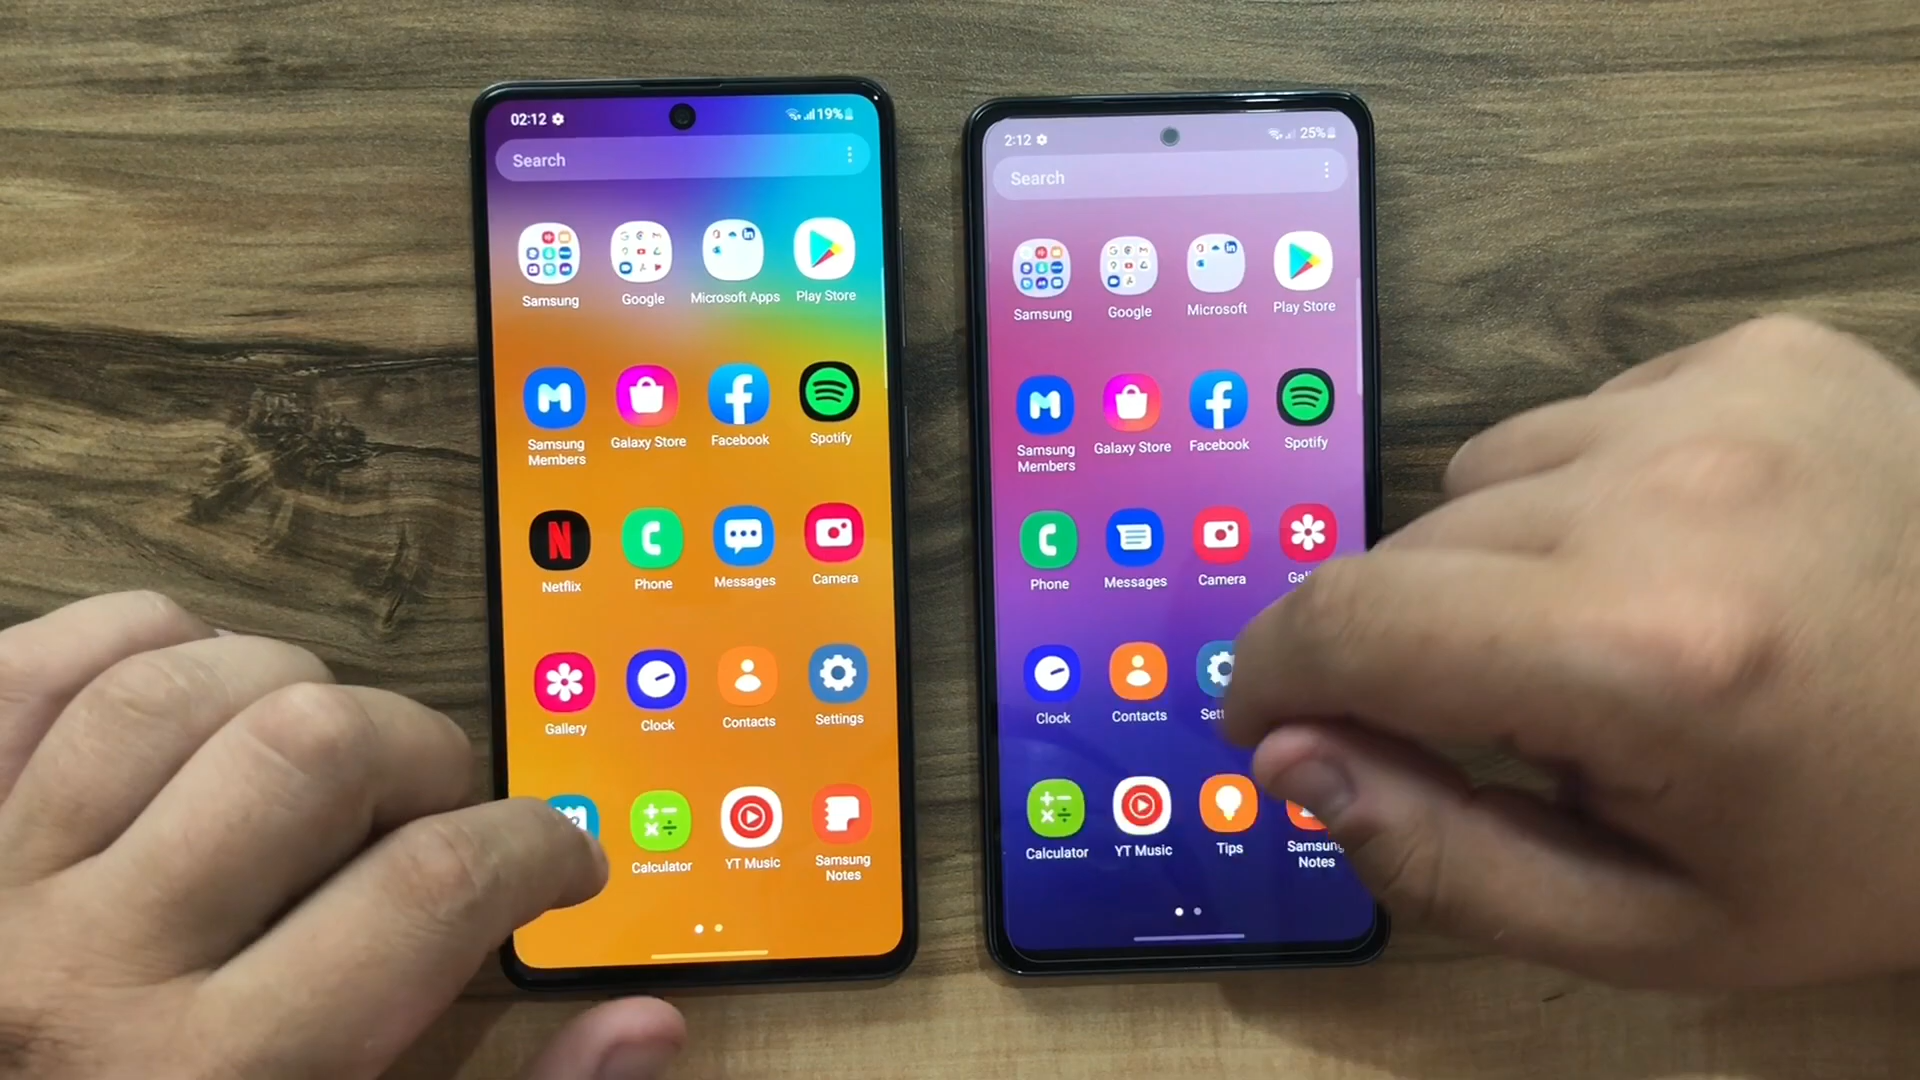 02:12
19%
Search
Samsung
Google
Microsoft Apps
Play Store
Samsung
Members
Galaxy Store
Facebook
Spotify
N
Netflix
Phone
Messages
Camera
Gallery
Clock
Contacts
Settings
Calculator
YT Music
Samsung
Notes
2:12
25%
Search
Samsung
Google
Microsoft
Play Store
Samsung
Members
Galaxy Store
Facebook
Spotify
Phone
Messages
Camera
Clock
Contacts
Calculator
YT Music
Tips
Samsung
Notes